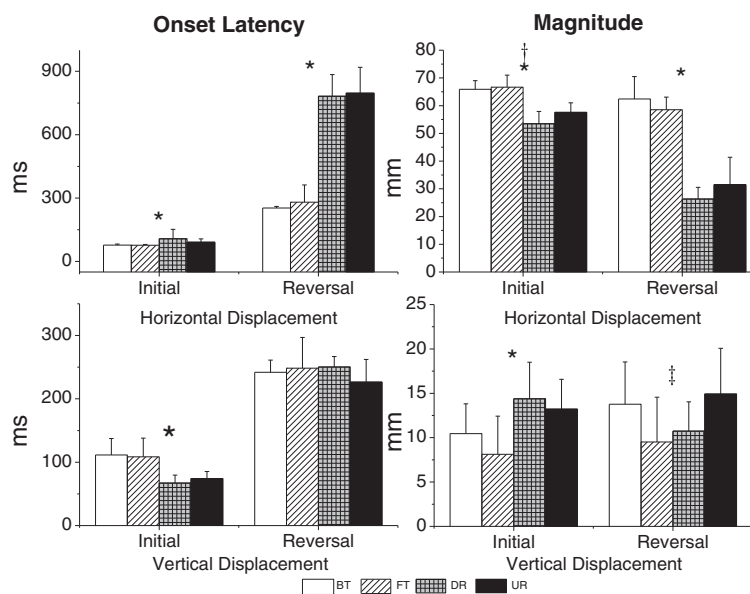 Onset Latency
Magnitude
900
600
300
0
ms
*
*
Initial
Reversal
Horizontal Displacement
80
70
60
50
40
30
20
10
0
mm
†
*
*
Initial
Reversal
Horizontal Displacement
300
200
100
0
ms
*
Initial
Reversal
Vertical Displacement
25
20
15
10
5
0
mm
*
‡
Initial
Reversal
Vertical Displacement
BT FT DR UR